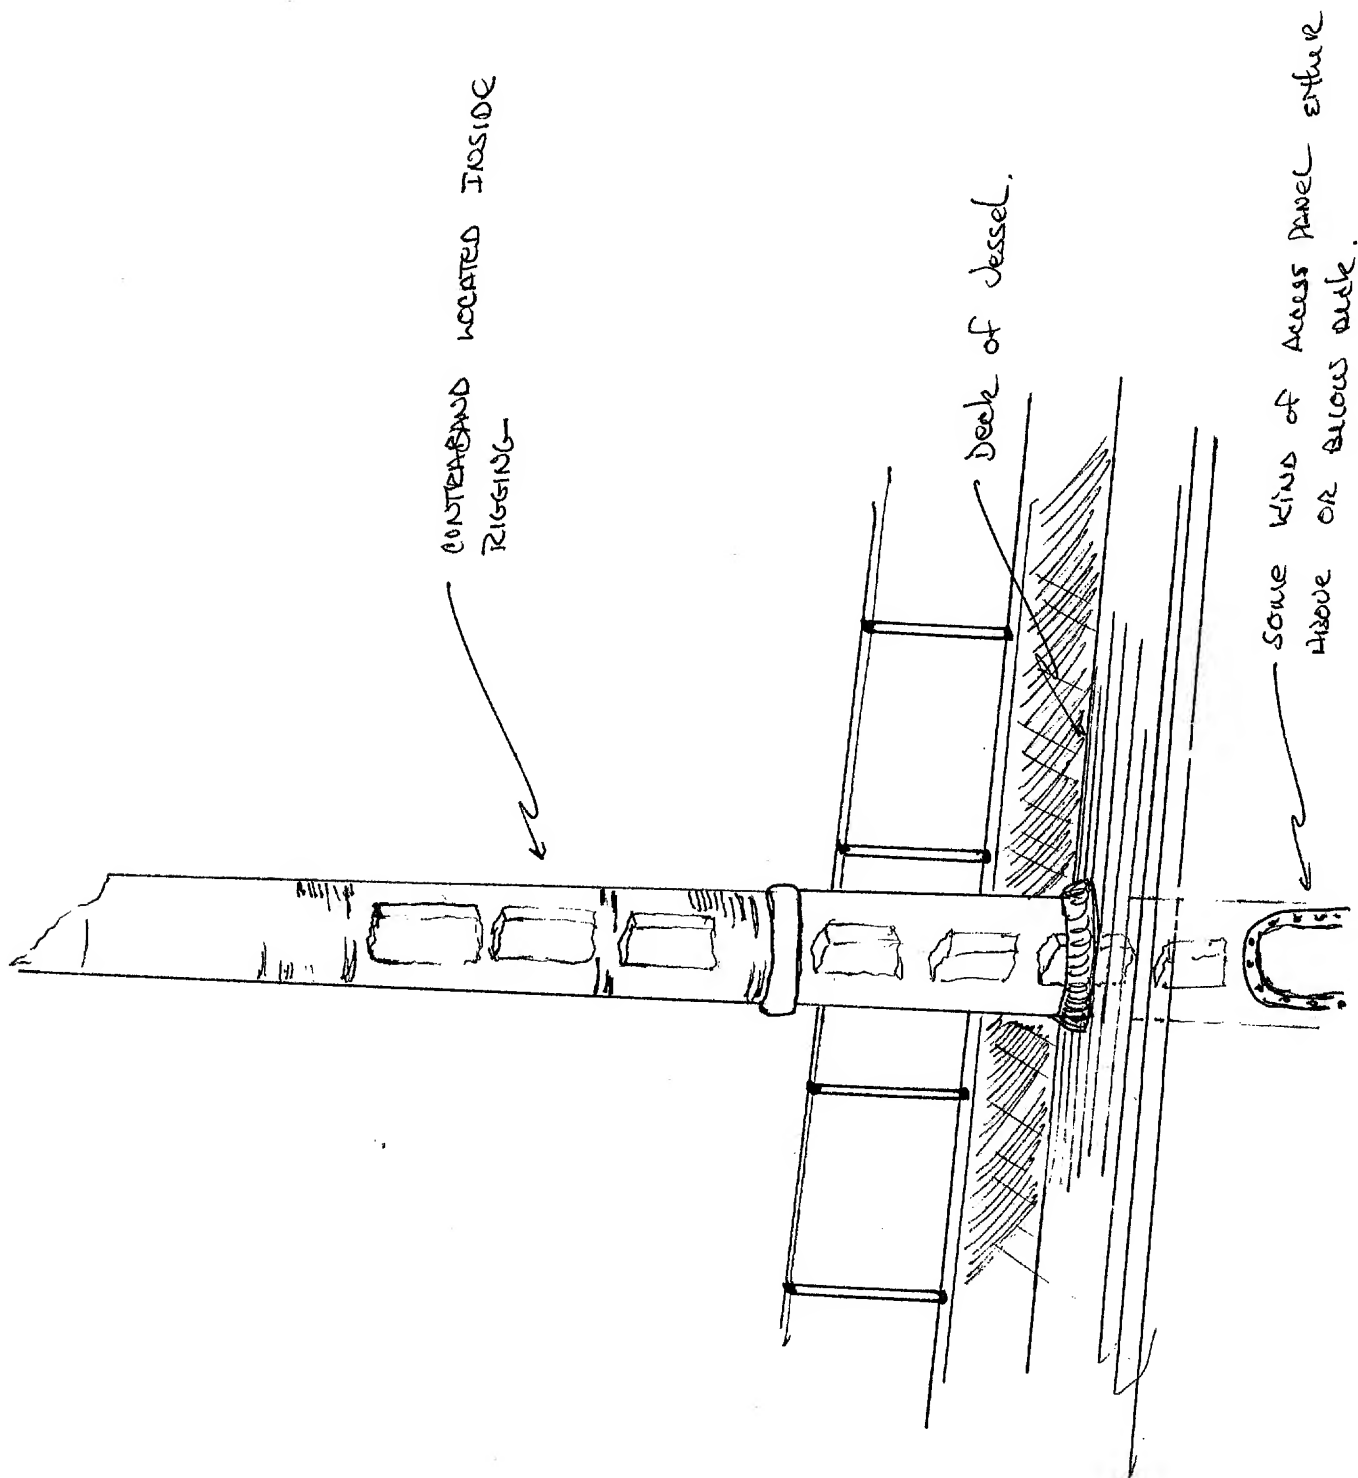 CONTRABAND LOCATED INSIDE
RIGGING
Deck of Vessel.
Some Kind of Access Panel either
Above OR Below Deck.